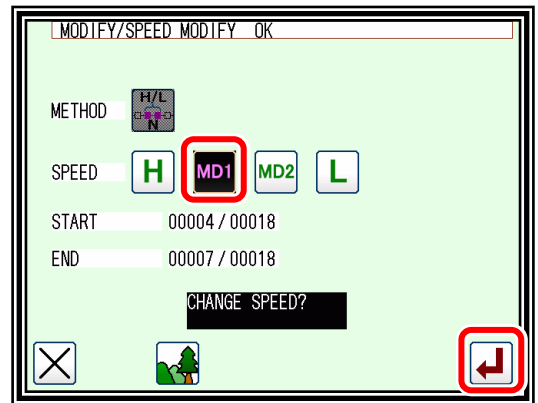 MODIFY/SPEED MODIFY OK
METHOD H/L N
SPEED H MD1 MD2 L
START 00004/00018
END 00007/00018
CHANGE SPEED?